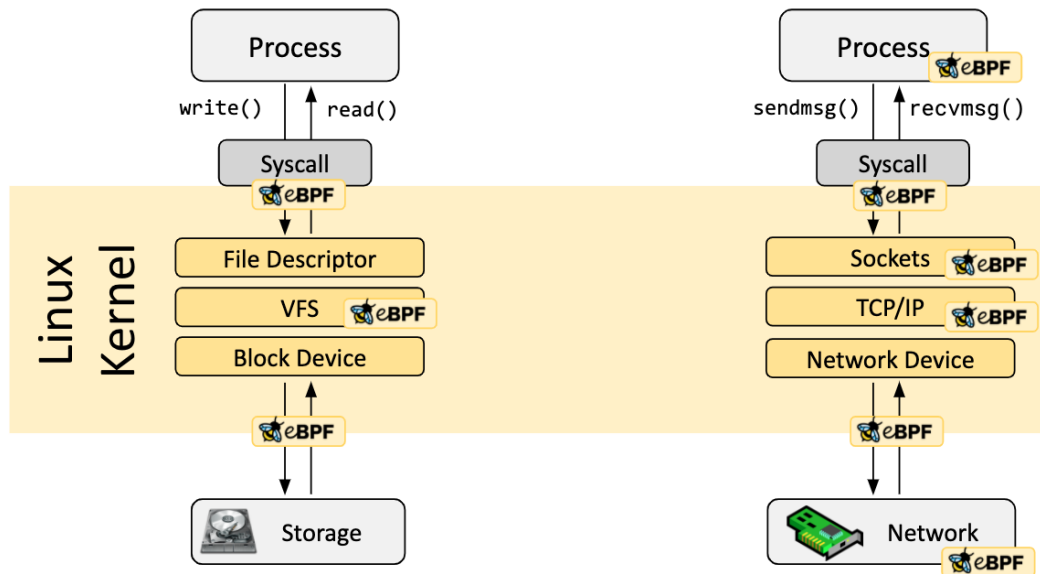 Process
write()
read()
Syscall
eBPF
Linux
Kernel
File Descriptor
VFS
eBPF
Block Device
eBPF
Storage
Process
eBPF
sendmsg()
recvmsg()
Syscall
eBPF
Sockets
eBPF
TCP/IP
eBPF
Network Device
eBPF
Network
eBPF